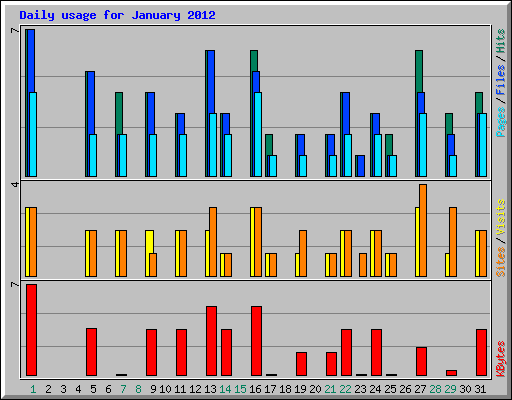 Daily usage for January 2012
7
Pages / Files / Hits
4
Sites / Visits
7
KBytes
1 2 3 4 5 6 7 8 9 10 11 12 13 14 15 16 17 18 19 20 21 22 23 24 25 26 27 28 29 30 31